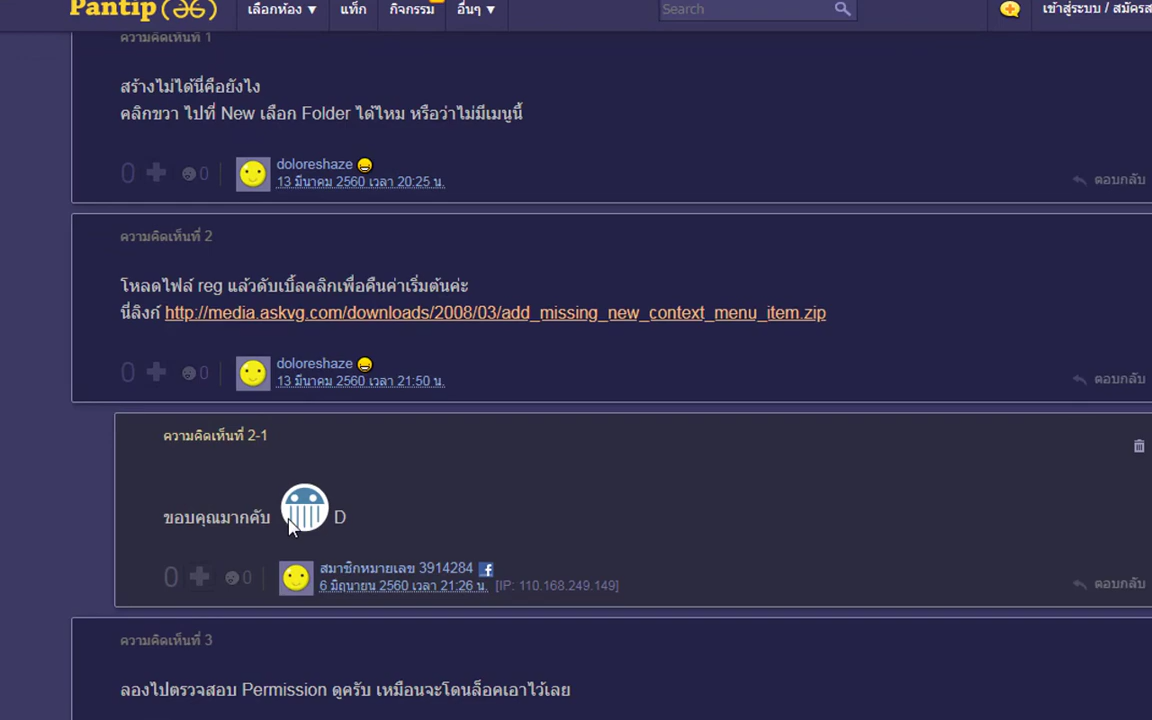 Pantip
เลือกห้อง ▼
แท็ก
กิจกรรม
อื่นๆ ▼
Search
ความคิดเห็นที่ 1
สร้างไม่ได้นี่คือยังไง
คลิกขวา ไปที่ New เลือก Folder ได้ไหม หรือว่าไม่มีเมนูนี้
0
0
doloreshaze
13 มีนาคม 2560 เวลา 20:25 น.
ตอบกลับ
ความคิดเห็นที่ 2
โหลดไฟล์ reg แล้วดับเบิ้ลคลิกเพื่อคืนค่าเริ่มต้นค่ะ
นี่ลิงก์ http://media.askvg.com/downloads/2008/03/add_missing_new_context_menu_item.zip
0
0
doloreshaze
13 มีนาคม 2560 เวลา 21:50 น.
ตอบกลับ
ความคิดเห็นที่ 2-1
ขอบคุณมากคับ D
0
0
สมาชิกหมายเลข 3914284
6 มิถุนายน 2560 เวลา 21:26 น. [IP: 110.168.249.149]
ตอบกลับ
ความคิดเห็นที่ 3
ลองไปตรวจสอบ Permission ดูครับ เหมือนจะโดนล็อคเอาไว้เลย